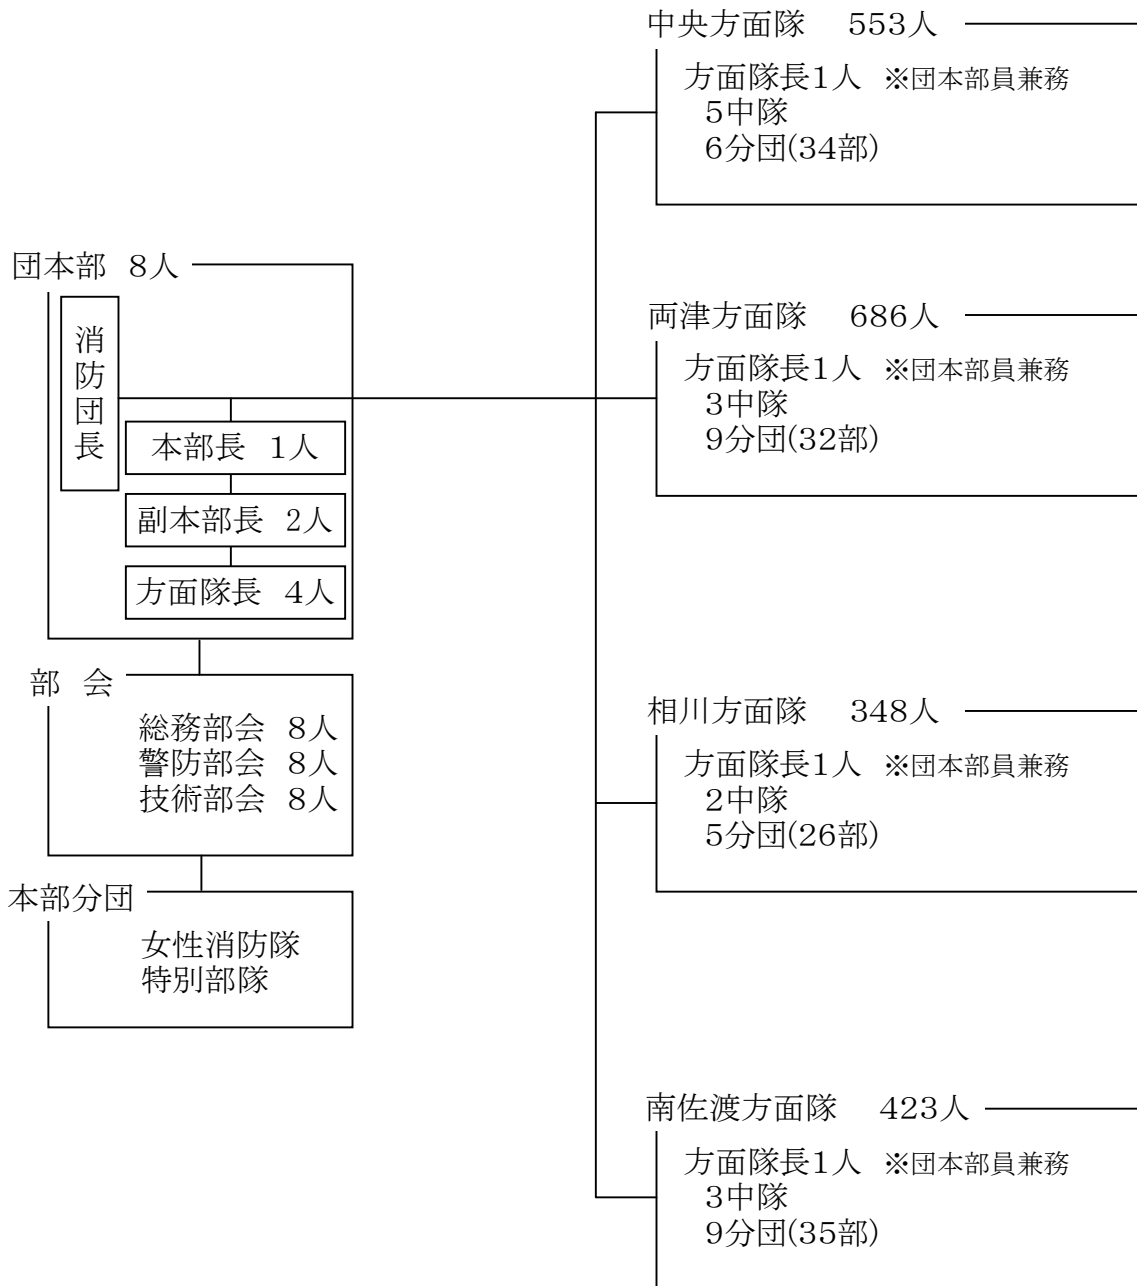 団本部 8人
消防団長
本部長 1人
副本部長 2人
方面隊長 4人
部 会
総務部会 8人
警防部会 8人
技術部会 8人
本部分団
女性消防隊
特別部隊
中央方面隊 553人
方面隊長1人 ※団本部員兼務
5中隊
6分団(34部)
両津方面隊 686人
方面隊長1人 ※団本部員兼務
3中隊
9分団(32部)
相川方面隊 348人
方面隊長1人 ※団本部員兼務
2中隊
5分団(26部)
南佐渡方面隊 423人
方面隊長1人 ※団本部員兼務
3中隊
9分団(35部)